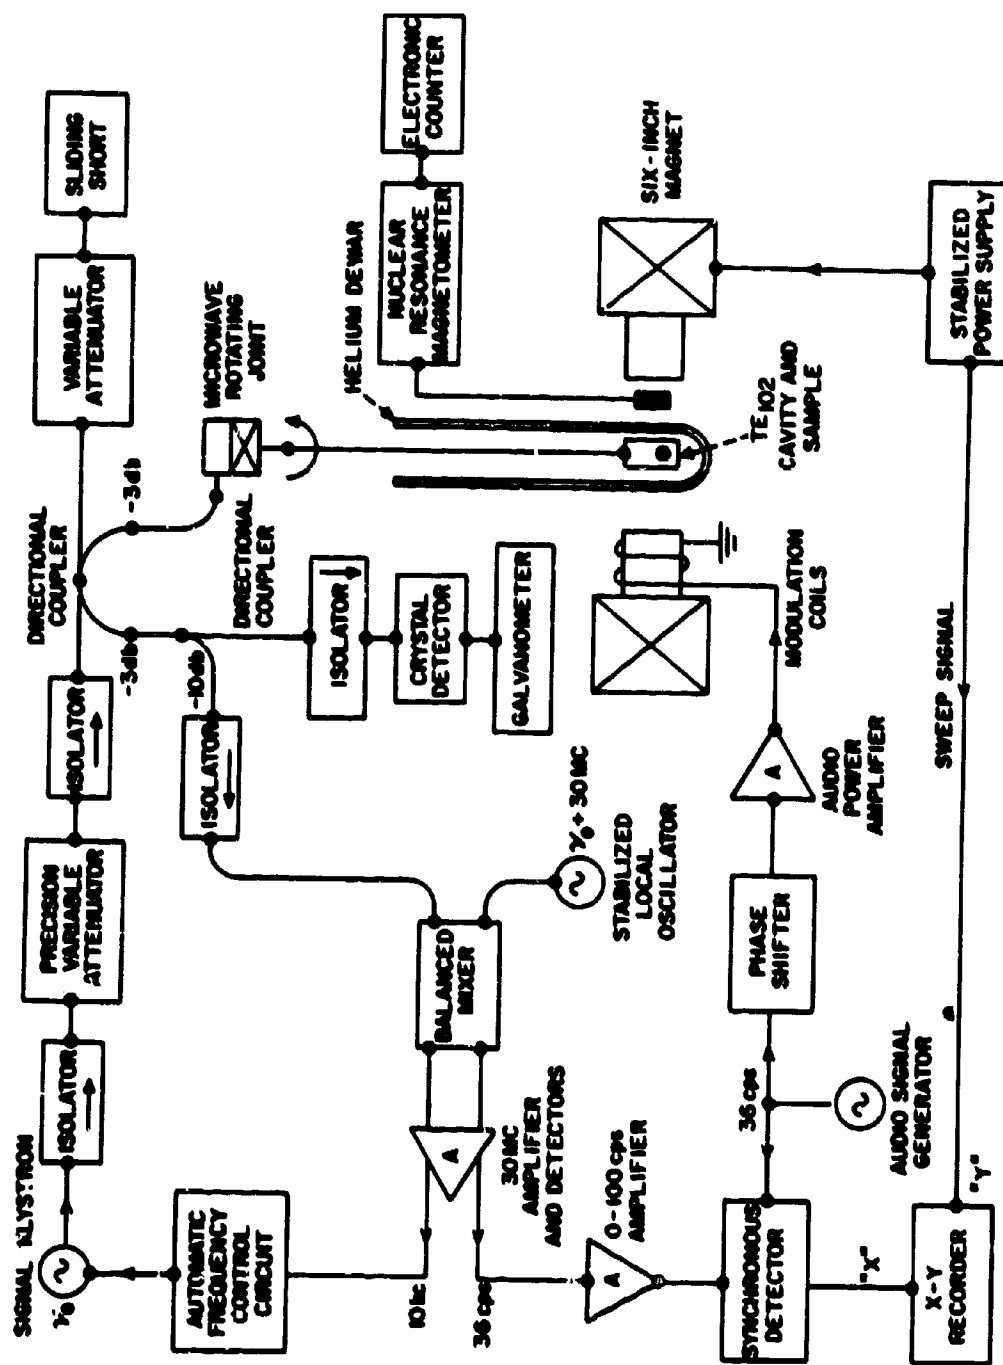 SIGNAL KLYSTRON
γ₀
ISOLATOR
PRECISION
VARIABLE
ATTENUATOR
ISOLATOR
DIRECTIONAL
COUPLER
VARIABLE
ATTENUATOR
SLIDING
SHORT
-3db
-3db
-10db
DIRECTIONAL
COUPLER
MICROWAVE
ROTATING
JOINT
HELIUM DEWAR
AUTOMATIC
FREQUENCY
CONTROL
CIRCUIT
ISOLATOR
ISOLATOR
CRYSTAL
DETECTOR
GALVANOMETER
NUCLEAR
RESONANCE
MAGNETOMETER
ELECTRONIC
COUNTER
10kc
36 cps
30 MC
AMPLIFIER
AND DETECTORS
A
BALANCED
MIXER
γ₀ + 30 MC
STABILIZED
LOCAL
OSCILLATOR
SIX-INCH
MAGNET
TE102
CAVITY AND
SAMPLE
0-100 cps
AMPLIFIER
A
SYNCHRONOUS
DETECTOR
36 cps
PHASE
SHIFTER
A
AUDIO
POWER
AMPLIFIER
MODULATION
COILS
AUDIO SIGNAL
GENERATOR
"X"
X-Y
RECORDER
"Y"
SWEEP SIGNAL
STABILIZED
POWER SUPPLY